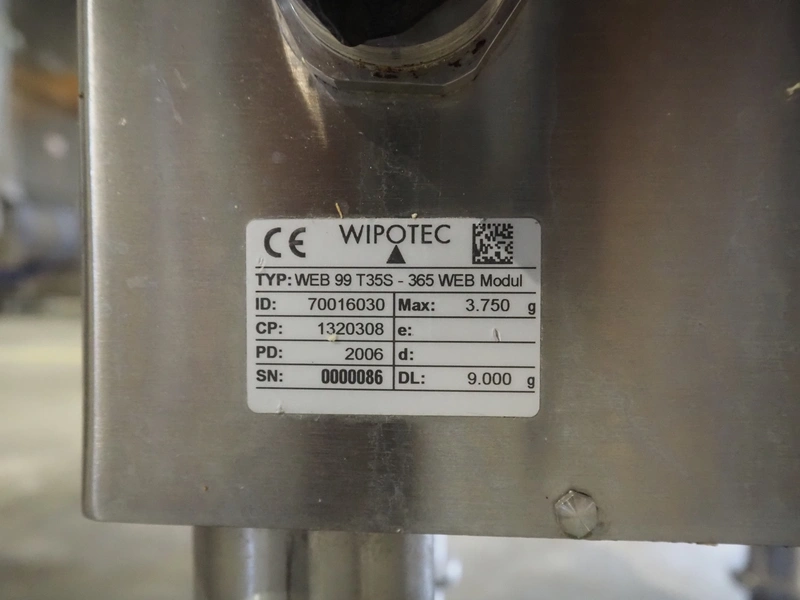 CE WIPOTEC
TYP: WEB 99 T35S - 365 WEB Modul
ID: 70016030 Max: 3.750 g
CP: 1320308 e:
PD: 2006 d:
SN: 0000086 DL: 9.000 g